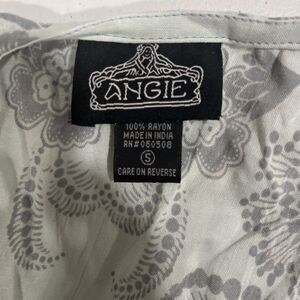 ANGIE
100% RAYON
MADE IN INDIA
RN#060508
S
CARE ON REVERSE